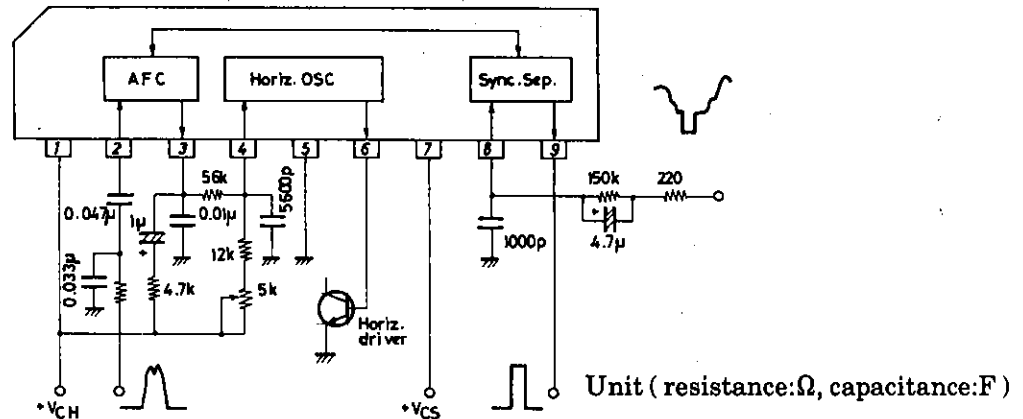 AFC
Horiz. OSC
Sync. Sep.
1 2 3 4 5 6 7 8 9
56k
150k
220
0.047μ
1μ
0.01μ
5600p
1000p
4.7μ
12k
0.033μ
4.7k
5k
Horiz.
driver
+VCH
+VCS
Unit ( resistance:Ω, capacitance:F )